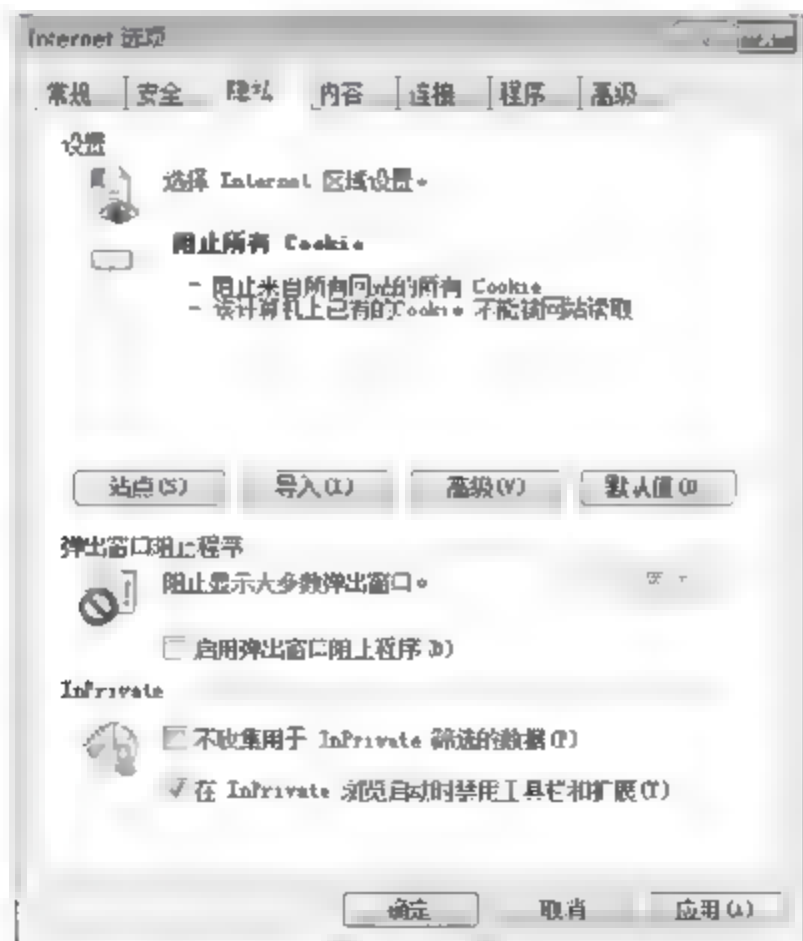 Internet 选项
常规 安全 隐私 内容 连接 程序 高级
设置
选择 Internet 区域设置。
阻止所有 Cookie
- 阻止来自所有网站的所有 Cookie
- 该计算机上已有的 Cookie 不能被网站读取
站点(S) 导入(I) 高级(V) 默认值(D)
弹出窗口阻止程序
阻止显示大多数弹出窗口。
启用弹出窗口阻止程序(B)
InPrivate
不收集用于 InPrivate 筛选的数据(P)
在 InPrivate 浏览启动时禁用工具栏和扩展(T)
确定 取消 应用(A)